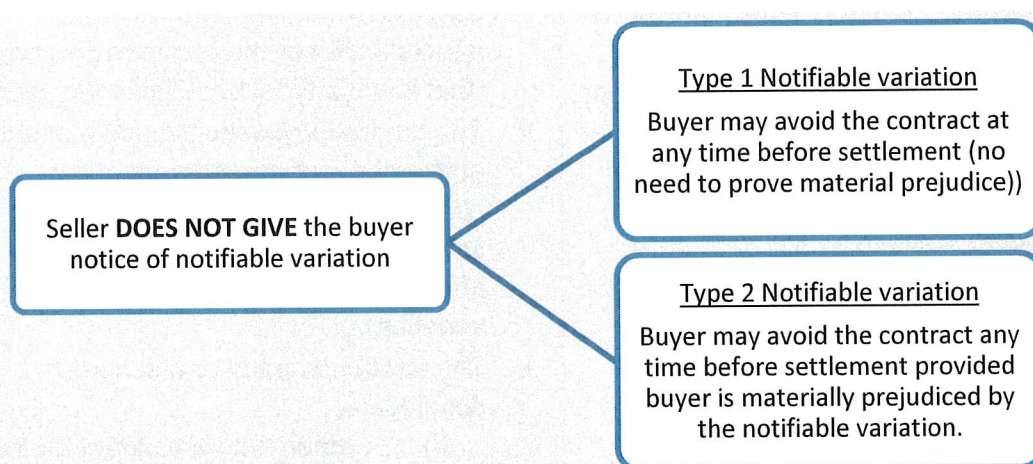 Seller DOES NOT GIVE the buyer
notice of notifiable variation
Type 1 Notifiable variation
Buyer may avoid the contract at
any time before settlement (no
need to prove material prejudice))
Type 2 Notifiable variation
Buyer may avoid the contract any
time before settlement provided
buyer is materially prejudiced by
the notifiable variation.